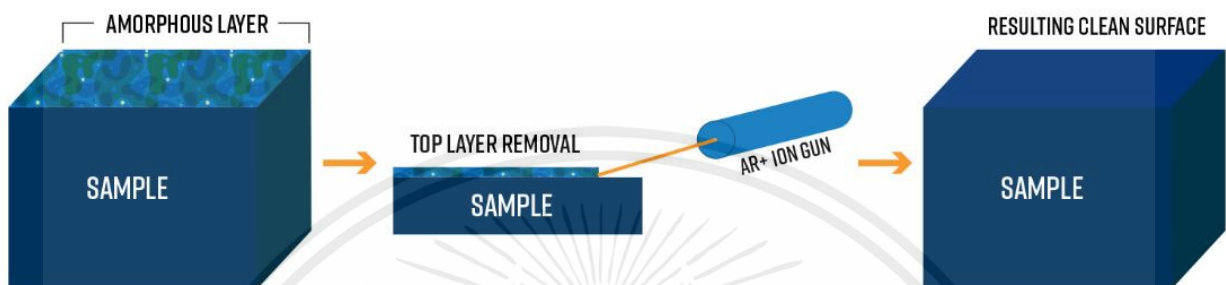 AMORPHOUS LAYER
SAMPLE
TOP LAYER REMOVAL
SAMPLE
AR+ ION GUN
RESULTING CLEAN SURFACE
SAMPLE